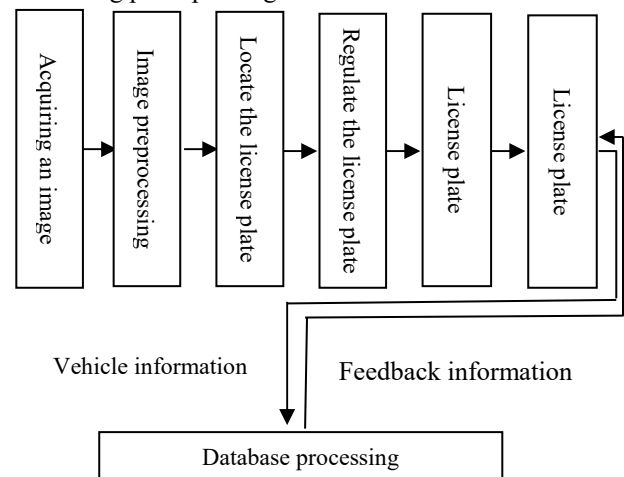 Acquiring an image
Image preprocessing
Locate the license plate
Regulate the license plate
License plate
License plate
Vehicle information
Feedback information
Database processing